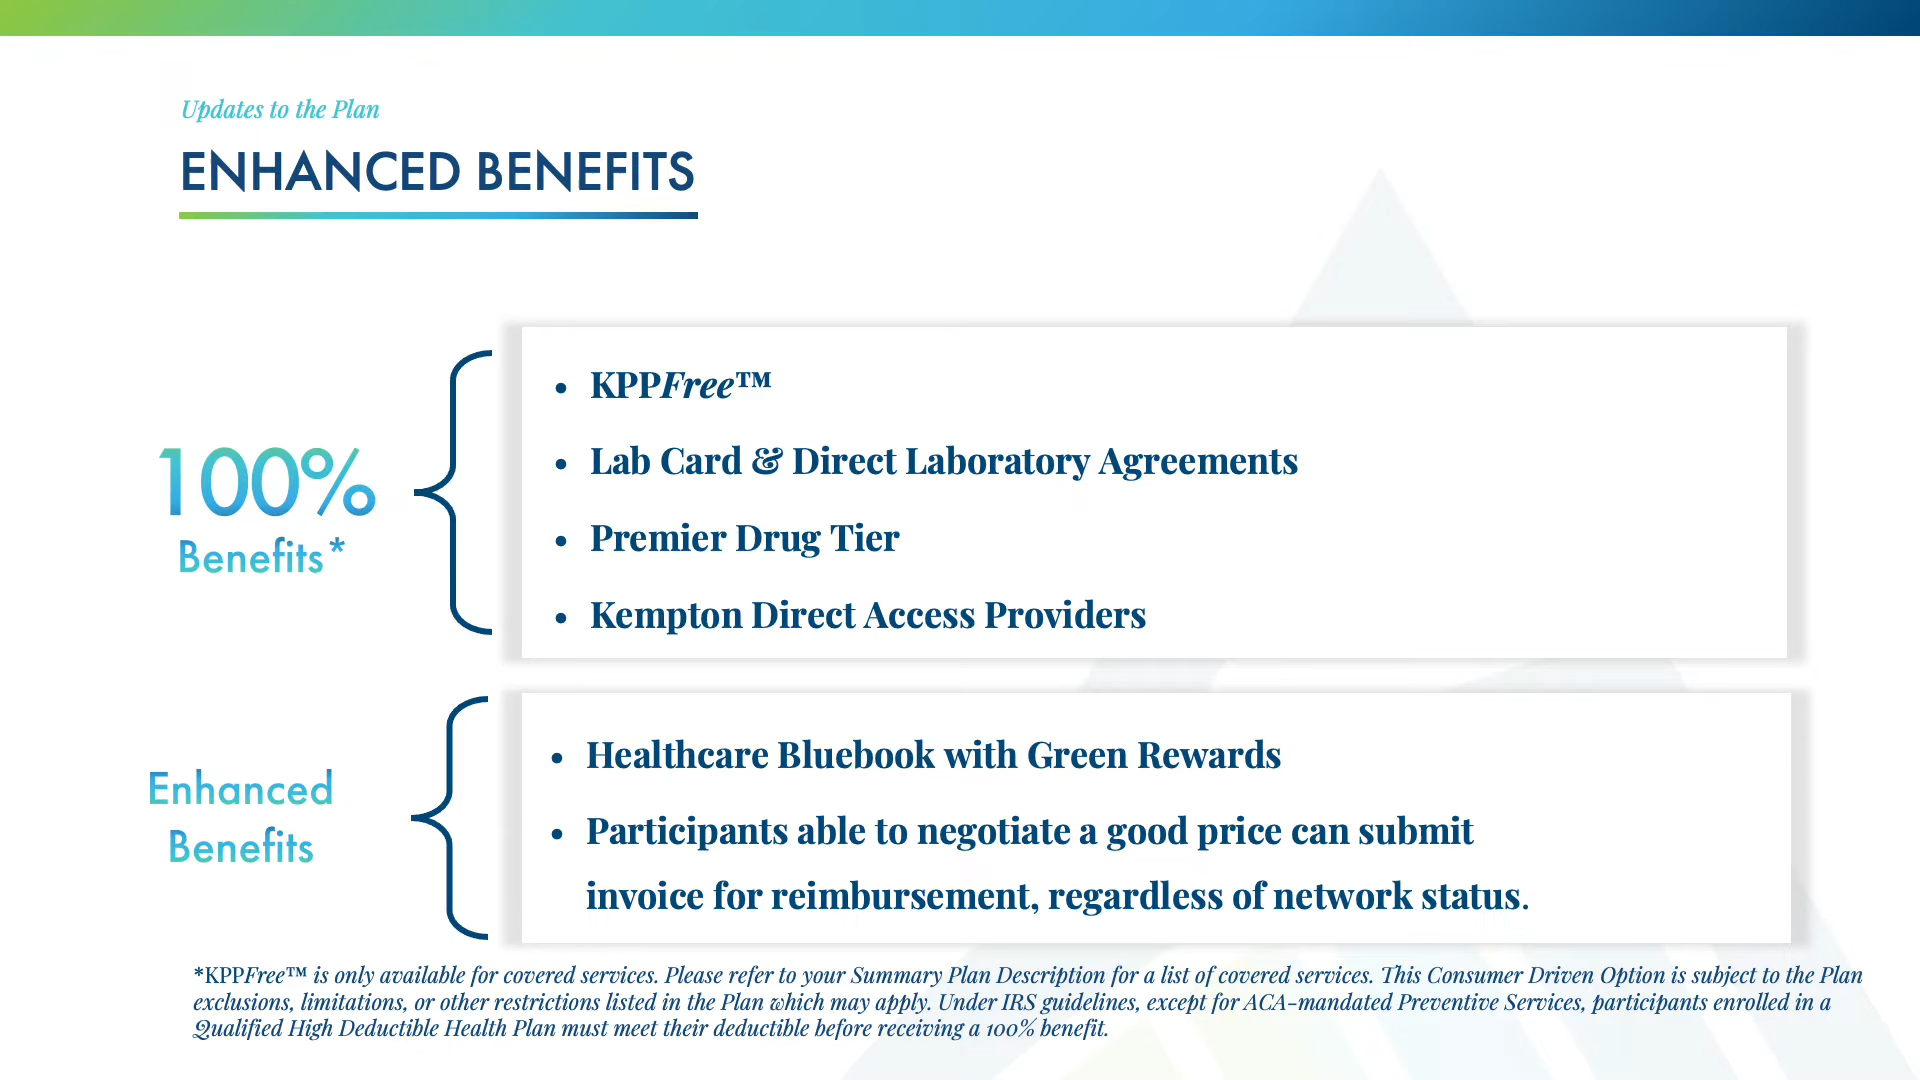 Updates to the Plan
ENHANCED BENEFITS
100%
Benefits*
• KPPFree™
• Lab Card & Direct Laboratory Agreements
• Premier Drug Tier
• Kempton Direct Access Providers
Enhanced
Benefits
• Healthcare Bluebook with Green Rewards
• Participants able to negotiate a good price can submit
invoice for reimbursement, regardless of network status.
*KPPFree™ is only available for covered services. Please refer to your Summary Plan Description for a list of covered services. This Consumer Driven Option is subject to the Plan
exclusions, limitations, or other restrictions listed in the Plan which may apply. Under IRS guidelines, except for ACA-mandated Preventive Services, participants enrolled in a
Qualified High Deductible Health Plan must meet their deductible before receiving a 100% benefit.